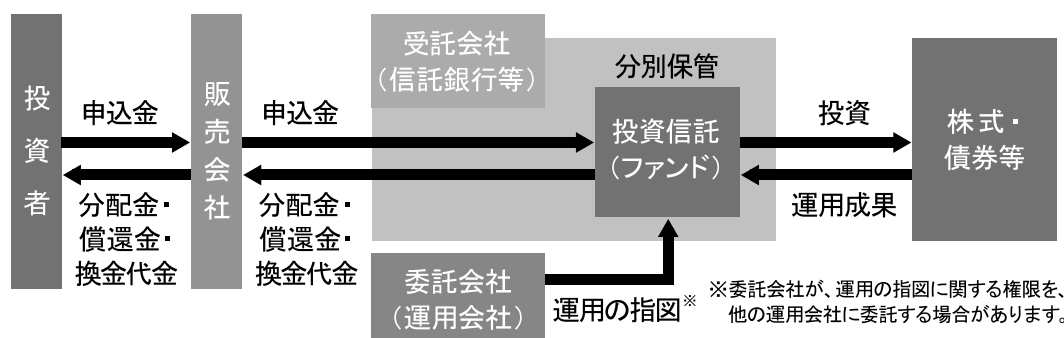 投資者
申込金
分配金・
償還金・
換金代金
販売会社
申込金
分配金・
償還金・
換金代金
受託会社
（信託銀行等）
分別保管
投資信託
（ファンド）
委託会社
（運用会社）
運用の指図※
投資
運用成果
株式・
債券等
※委託会社が、運用の指図に関する権限を、
他の運用会社に委託する場合があります。